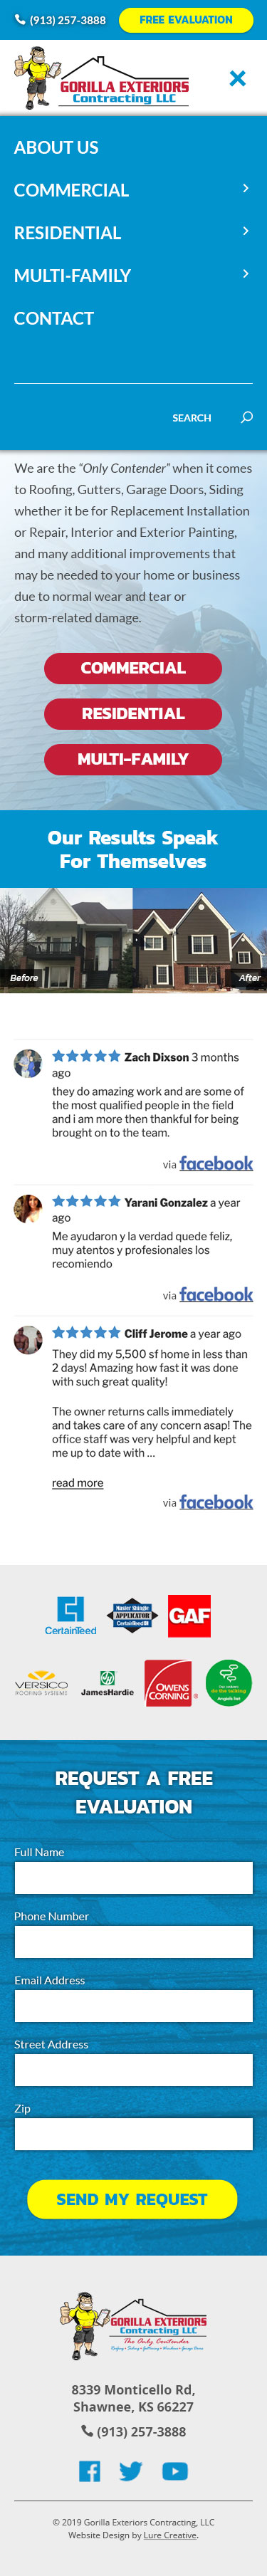 (913) 257-3888
FREE EVALUATION
GORILLA EXTERIORS
Contracting LLC
ABOUT US
COMMERCIAL
RESIDENTIAL
MULTI-FAMILY
CONTACT
SEARCH
We are the “Only Contender” when it comes
to Roofing, Gutters, Garage Doors, Siding
whether it be for Replacement Installation
or Repair, Interior and Exterior Painting,
and many additional improvements that
may be needed to your home or business
due to normal wear and tear or
storm-related damage.
COMMERCIAL
RESIDENTIAL
MULTI-FAMILY
Our Results Speak
For Themselves
Before
After
Zach Dixson 3 months
ago
they do amazing work and are some of
the most qualified people in the field
and i am more then thankful for being
brought on to the team.
via facebook
Yarani Gonzalez a year
ago
Me ayudaron y la verdad quede feliz,
muy atentos y profesionales los
recomiendo
via facebook
Cliff Jerome a year ago
They did my 5,500 sf home in less than
2 days! Amazing how fast it was done
with such great quality!
The owner returns calls immediately
and takes care of any concern asap! The
office staff was very helpful and kept
me up to date with ...
read more
via facebook
CertainTeed
Master Shingle
APPLICATOR
CertainTeed
GAF
VERSICO
ROOFING SYSTEMS
JamesHardie
OWENS
CORNING
do the talking
Angie's list
REQUEST A FREE
EVALUATION
Full Name
Phone Number
Email Address
Street Address
Zip
SEND MY REQUEST
GORILLA EXTERIORS
Contracting LLC
The Only Contender
8339 Monticello Rd,
Shawnee, KS 66227
(913) 257-3888
© 2019 Gorilla Exteriors Contracting, LLC
Website Design by Lure Creative.